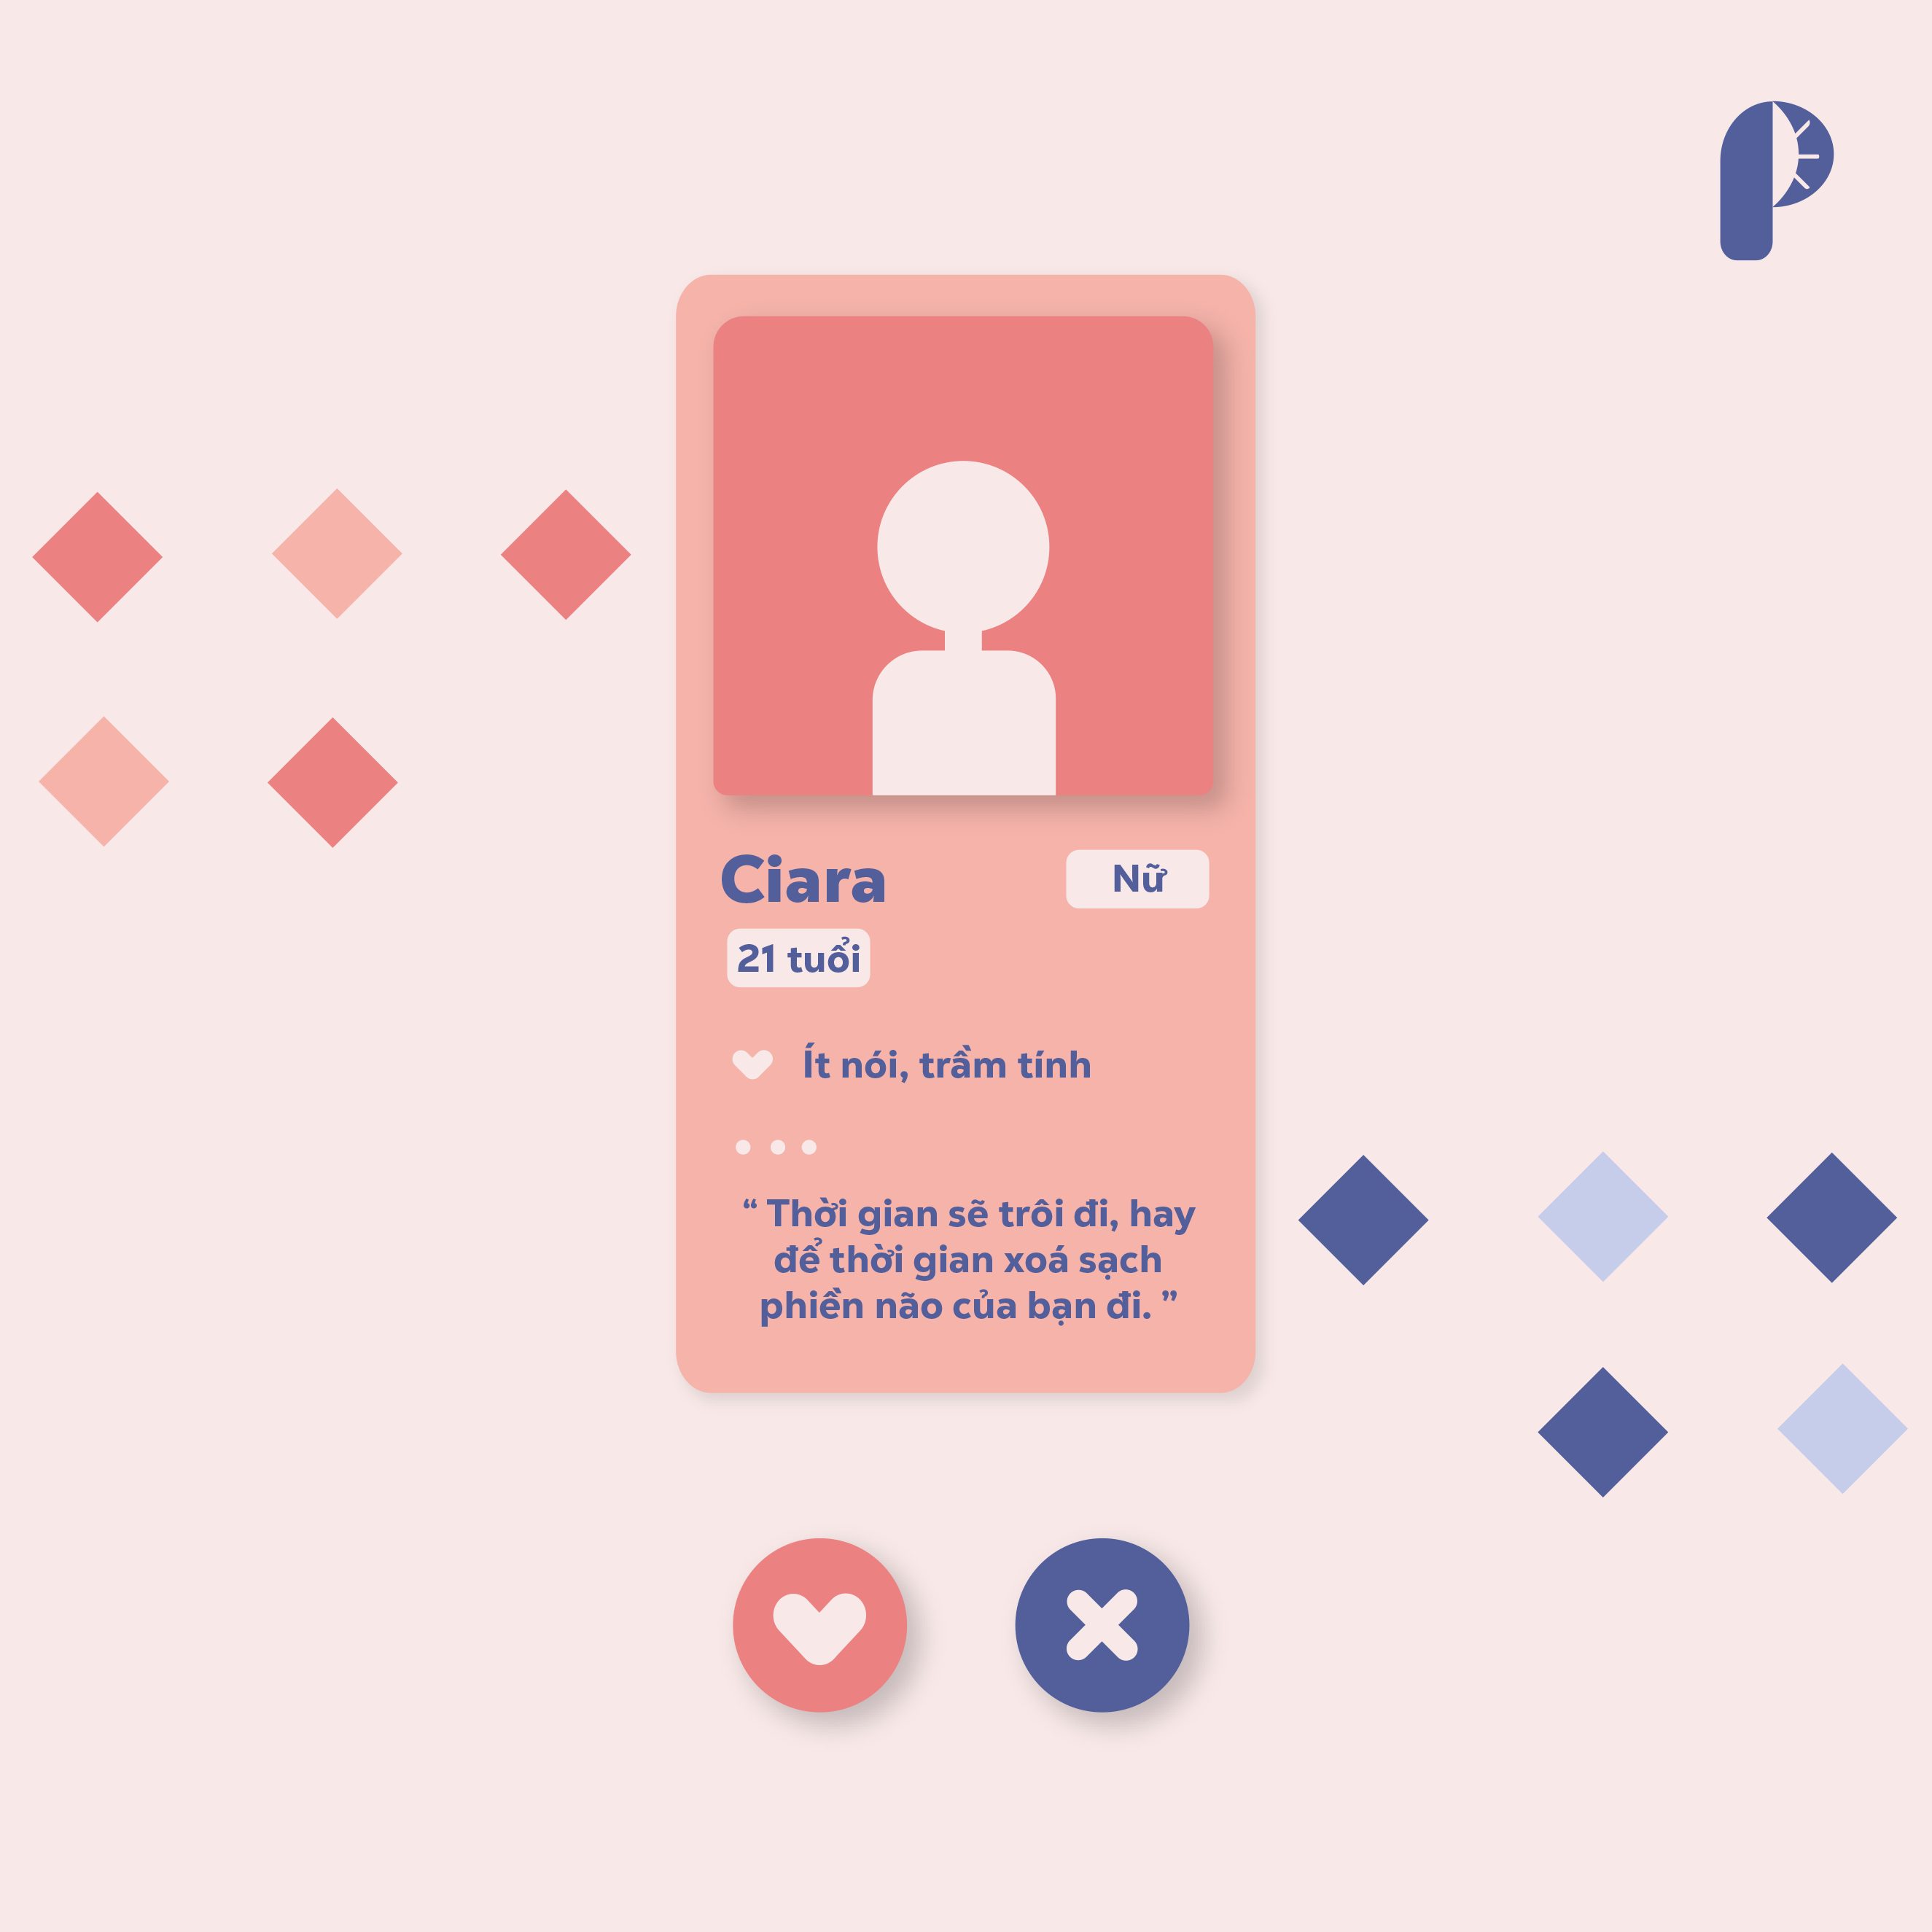 Ciara
Nữ
21 tuổi
Ít nói, trầm tính
“ Thời gian sẽ trôi đi, hay
để thời gian xoá sạch
phiền não của bạn đi. ”